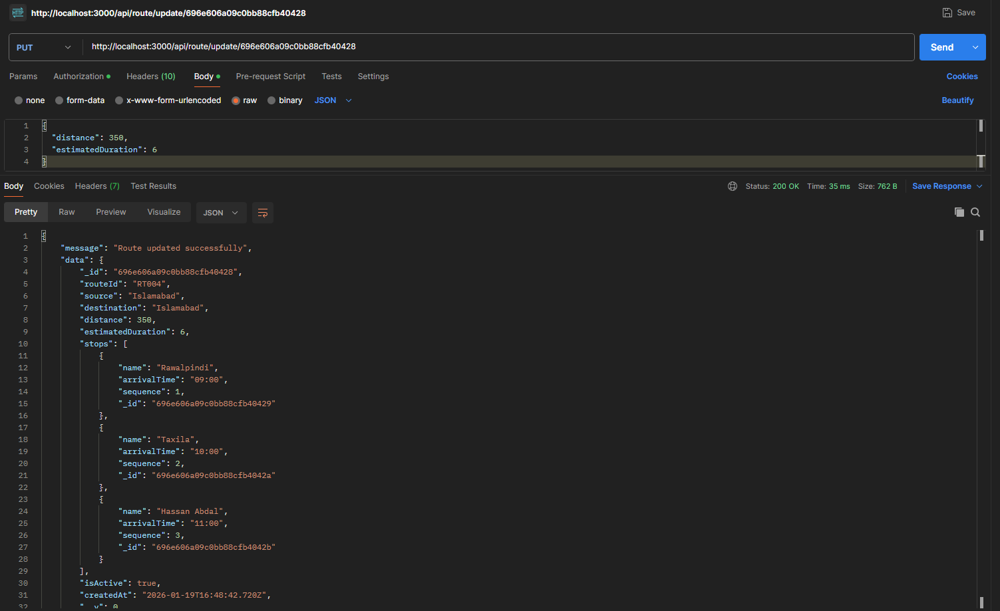 HTTP http://localhost:3000/api/route/update/696e606a09c0bb88cfb40428 Save
PUT http://localhost:3000/api/route/update/696e606a09c0bb88cfb40428 Send
Params Authorization Headers (10) Body Pre-request Script Tests Settings Cookies
none form-data x-www-form-urlencoded raw binary JSON Beautify
1 {
2 "distance": 350,
3 "estimatedDuration": 6
4 }
Body Cookies Headers (7) Test Results Status: 200 OK Time: 35 ms Size: 762 B Save Response
Pretty Raw Preview Visualize JSON
1 {
2 "message": "Route updated successfully",
3 "data": {
4 "_id": "696e606a09c0bb88cfb40428",
5 "routeId": "RT004",
6 "source": "Islamabad",
7 "destination": "Islamabad",
8 "distance": 350,
9 "estimatedDuration": 6,
10 "stops": [
11 {
12 "name": "Rawalpindi",
13 "arrivalTime": "09:00",
14 "sequence": 1,
15 "_id": "696e606a09c0bb88cfb40429"
16 },
17 {
18 "name": "Taxila",
19 "arrivalTime": "10:00",
20 "sequence": 2,
21 "_id": "696e606a09c0bb88cfb4042a"
22 },
23 {
24 "name": "Hassan Abdal",
25 "arrivalTime": "11:00",
26 "sequence": 3,
27 "_id": "696e606a09c0bb88cfb4042b"
28 }
29 ],
30 "isActive": true,
31 "createdAt": "2026-01-19T16:48:42.720Z",
32 "__v": 0